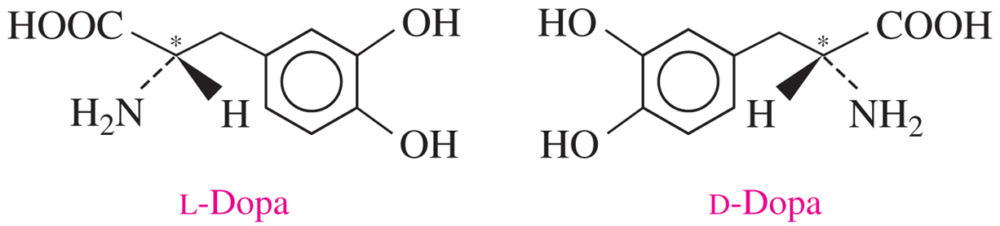 HOOC * OH HO * COOH
H₂N H H NH₂
OH HO
L-Dopa D-Dopa